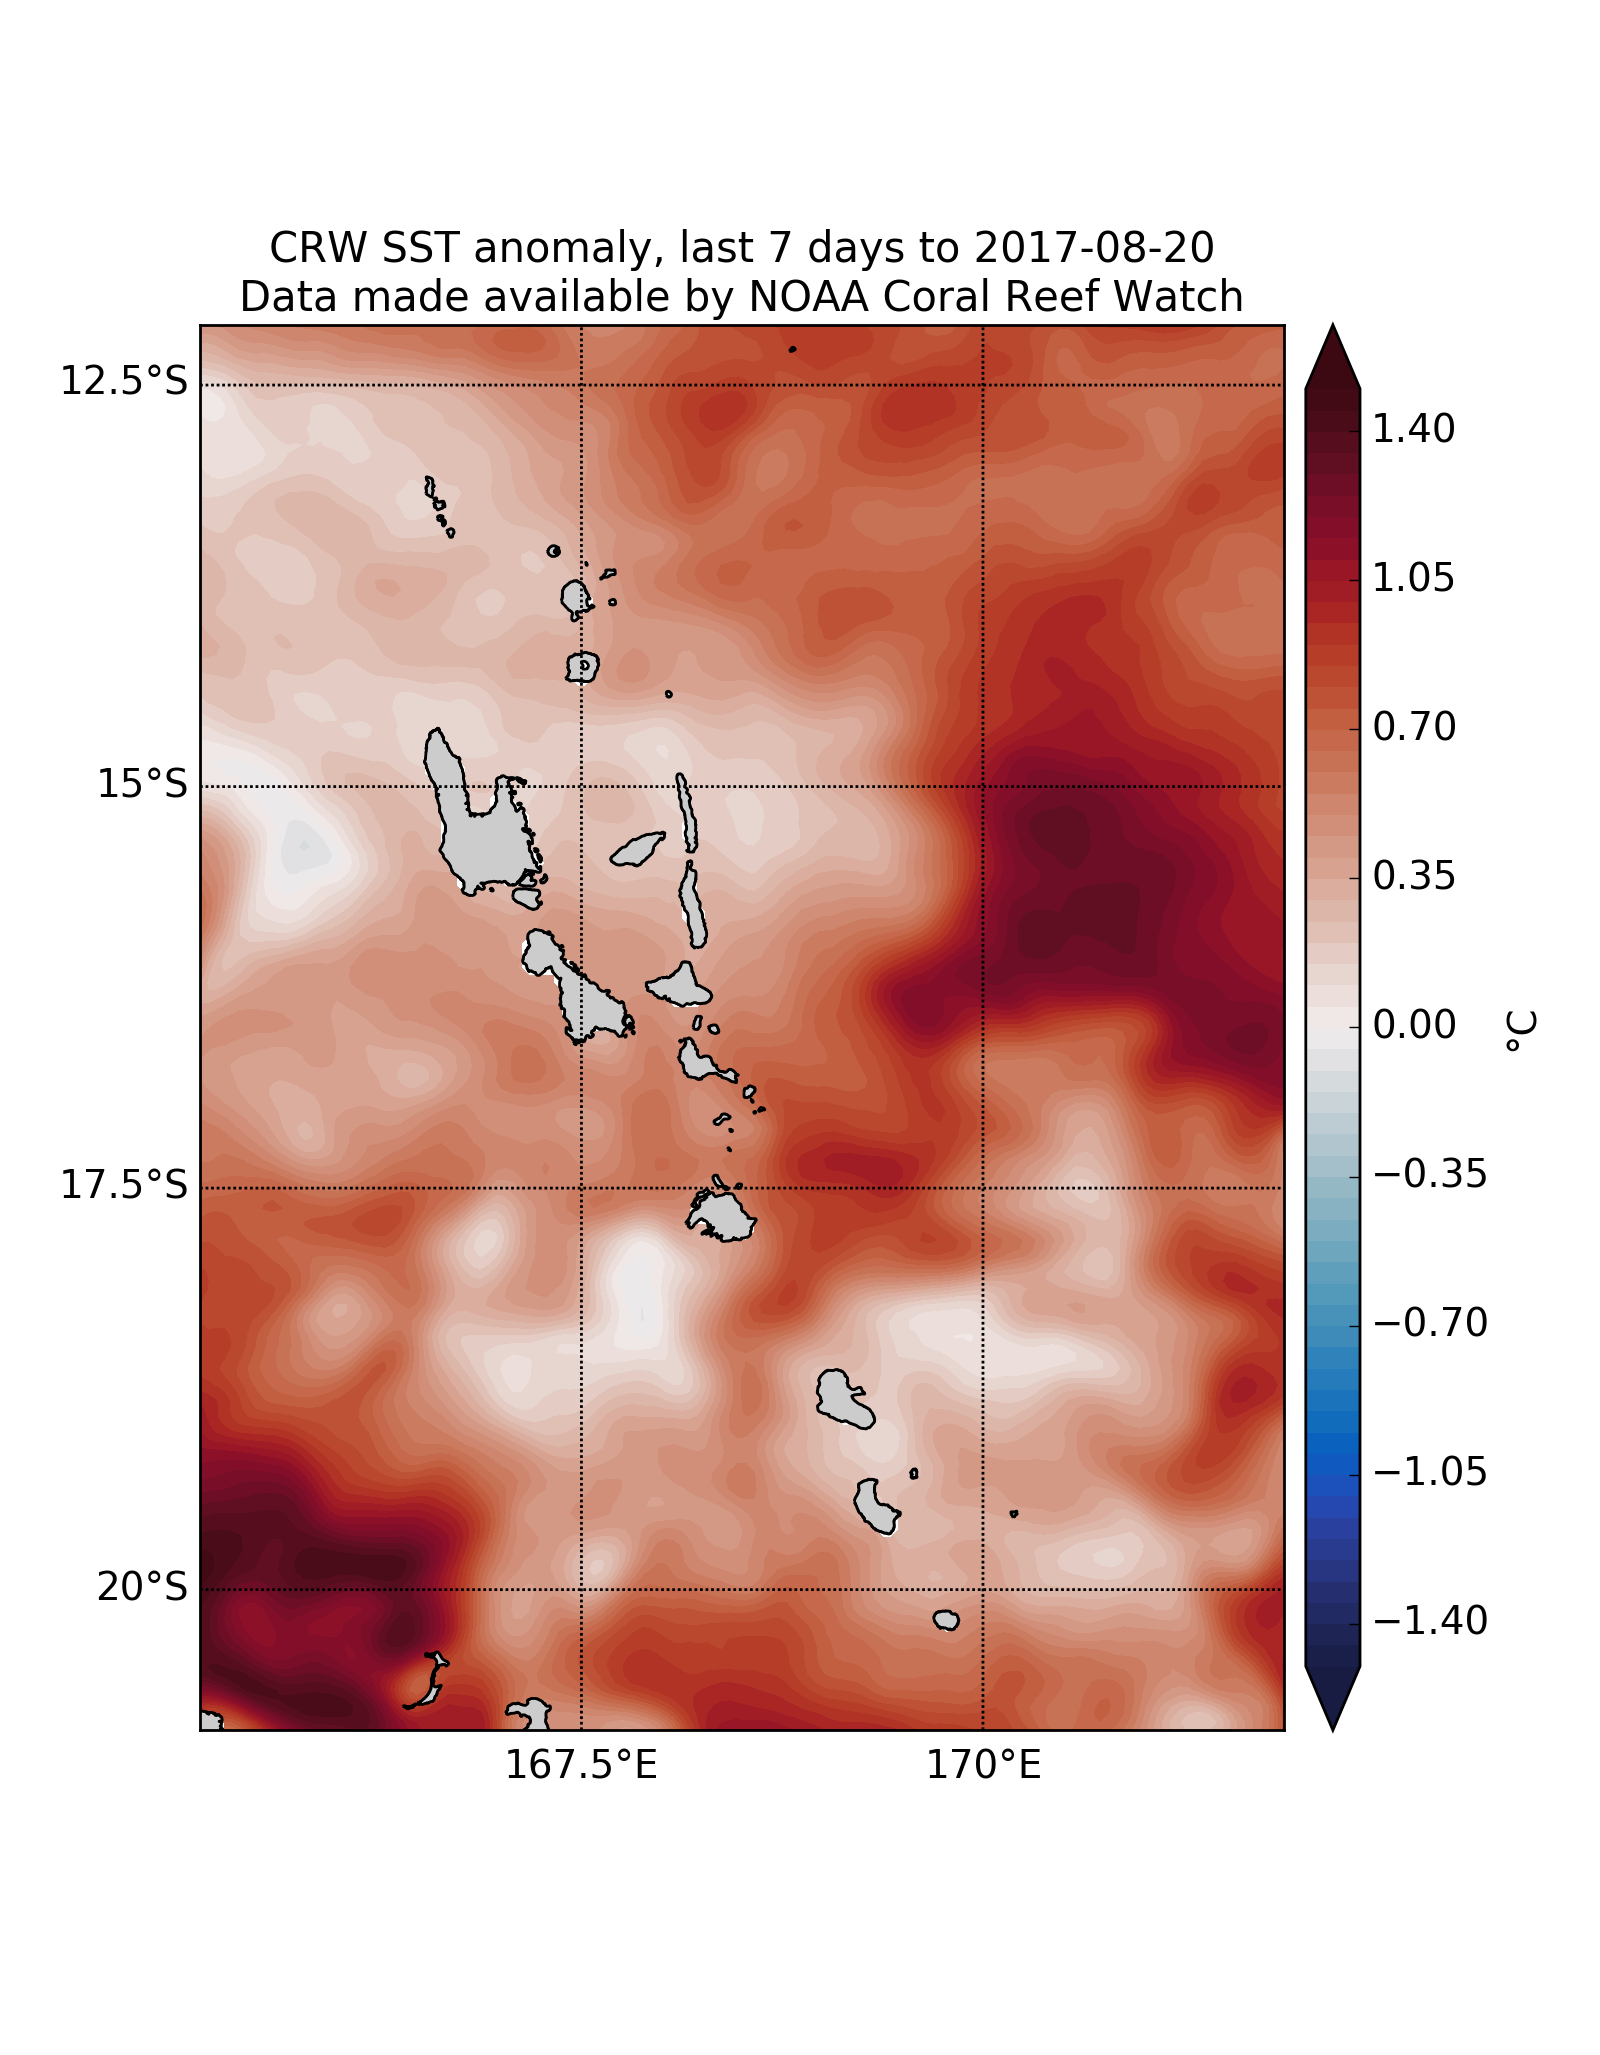 CRW SST anomaly, last 7 days to 2017-08-20
Data made available by NOAA Coral Reef Watch
12.5°S
15°S
17.5°S
20°S
167.5°E
170°E
1.40
1.05
0.70
0.35
0.00
−0.35
−0.70
−1.05
−1.40
°C